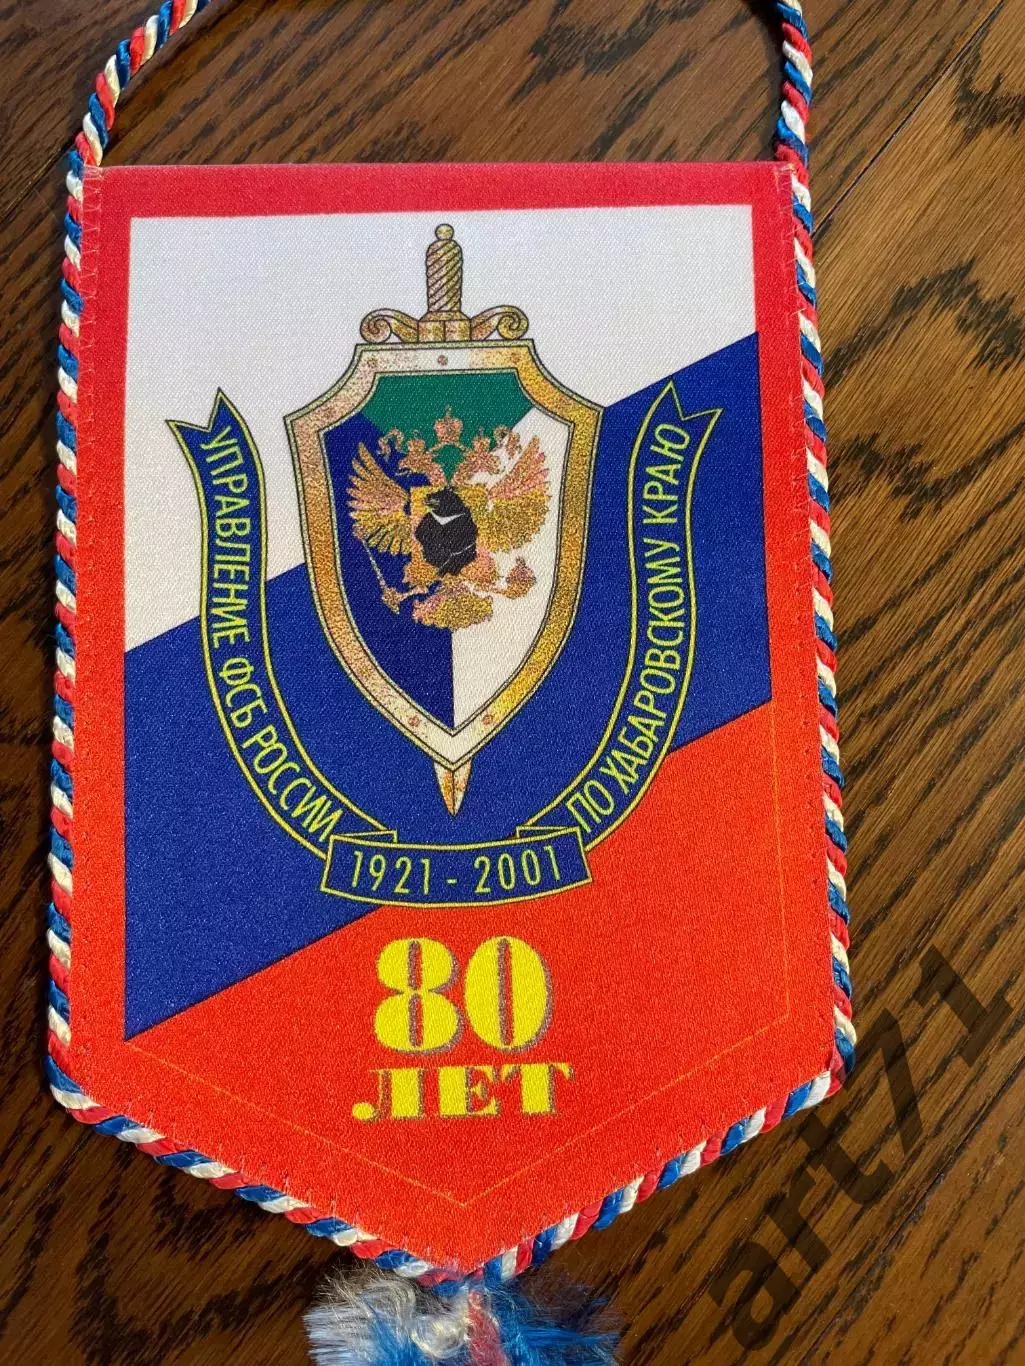 УПРАВЛЕНИЕ ФСБ РОССИИ
ПО ХАБАРОВСКОМУ КРАЮ
1921 - 2001
80
ЛЕТ
art71